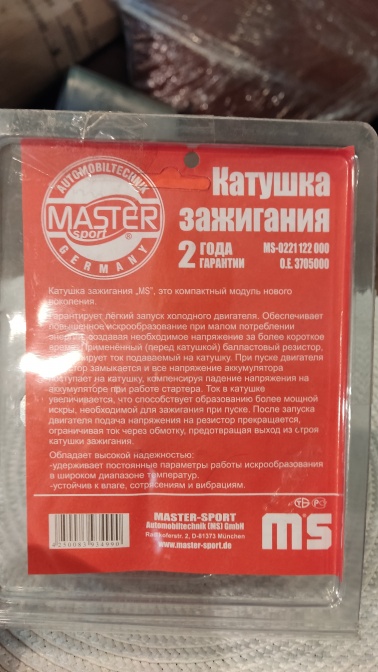 AUTOMOBILTECHNIK
MASTER
sport
®
GERMANY
Катушка
зажигания
2 ГОДА
ГАРАНТИИ
MS-0221 122 000
O.E. 3705000
Катушка зажигания „MS", это компактный модуль нового
поколения.
Гарантирует лёгкий запуск холодного двигателя. Обеспечивает
повышенное искрообразование при малом потреблении
создавая необходимое напряжение за более короткое
Применённый (перед катушкой) балластовый резистор,
ток подаваемый на катушку. При пуске двигателя
замыкается и все напряжение аккумулятора
поступает на катушку, компенсируя падение напряжения на
аккумуляторе при работе стартера. Ток в катушке
увеличивается, что способствует образованию более мощной
искры, необходимой для зажигания при пуске. После запуска
двигателя подача напряжения на резистор прекращается,
ограничивая ток через обмотку, предотвращая выход из строя
катушки зажигания.
Обладает высокой надежностью:
-удерживает постоянные параметры работы искрообразования
в широком диапазоне температур.
-устойчив к влаге, сотрясениям и вибрациям.
MASTER-SPORT
Automobiltechnik (MS) GmbH
2, D-81373 München
www.master-sport.de
ms